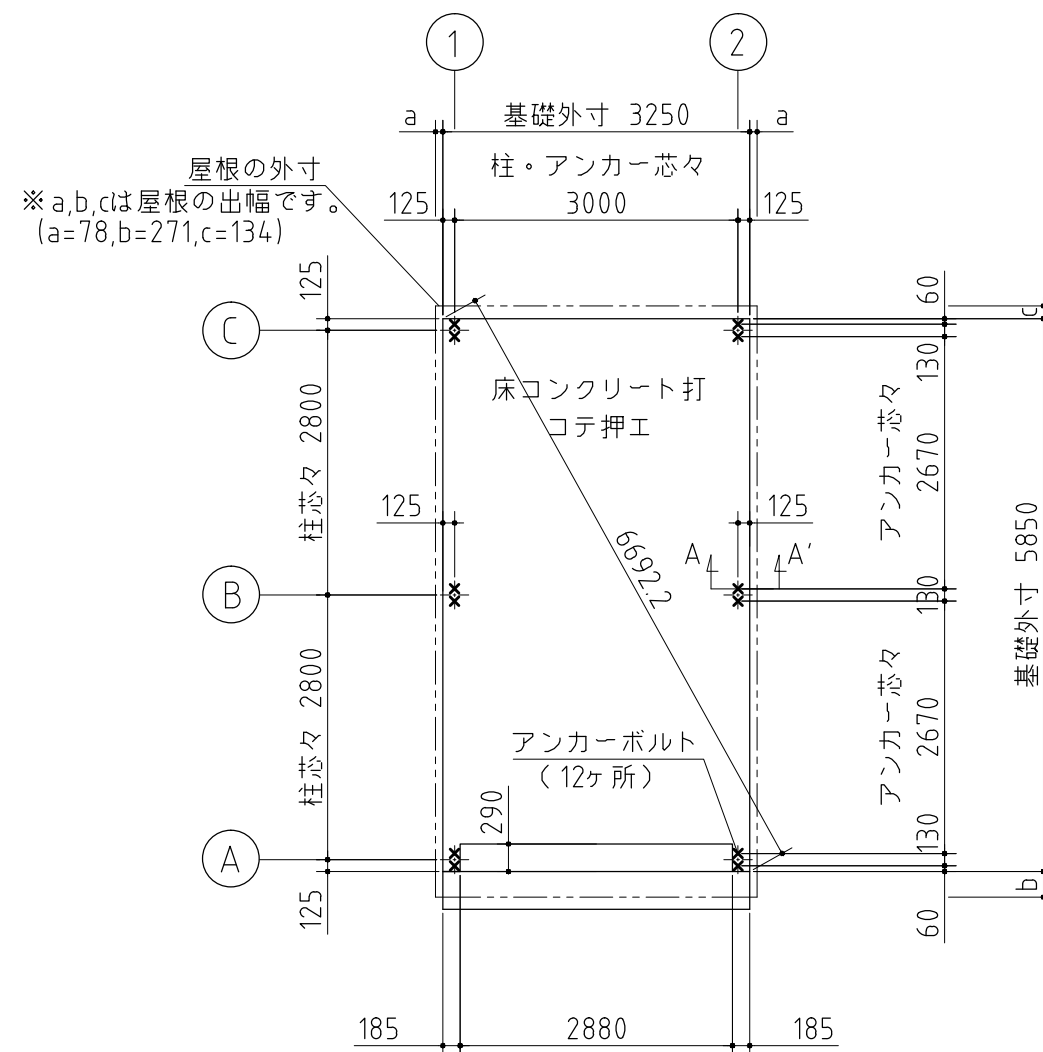 1
2
a
基礎外寸 3250
a
屋根の外寸
柱・アンカー芯々
※a,b,cは屋根の出幅です。
(a=78,b=271,c=134)
125
3000
125
125
60
c
C
130
床コンクリート打
コテ押エ
柱芯々 2800
アンカー芯々
2670
125
125
6692.2
A
A'
基礎外寸 5850
B
130
柱芯々 2800
アンカー芯々
2670
アンカーボルト
(12ヶ所)
290
130
A
b
125
60
185
2880
185